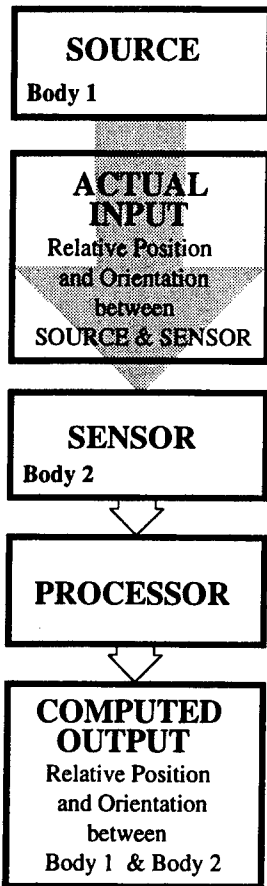 SOURCE
Body 1
ACTUAL
INPUT
Relative Position
and Orientation
between
SOURCE & SENSOR
SENSOR
Body 2
PROCESSOR
COMPUTED
OUTPUT
Relative Position
and Orientation
between
Body 1 & Body 2